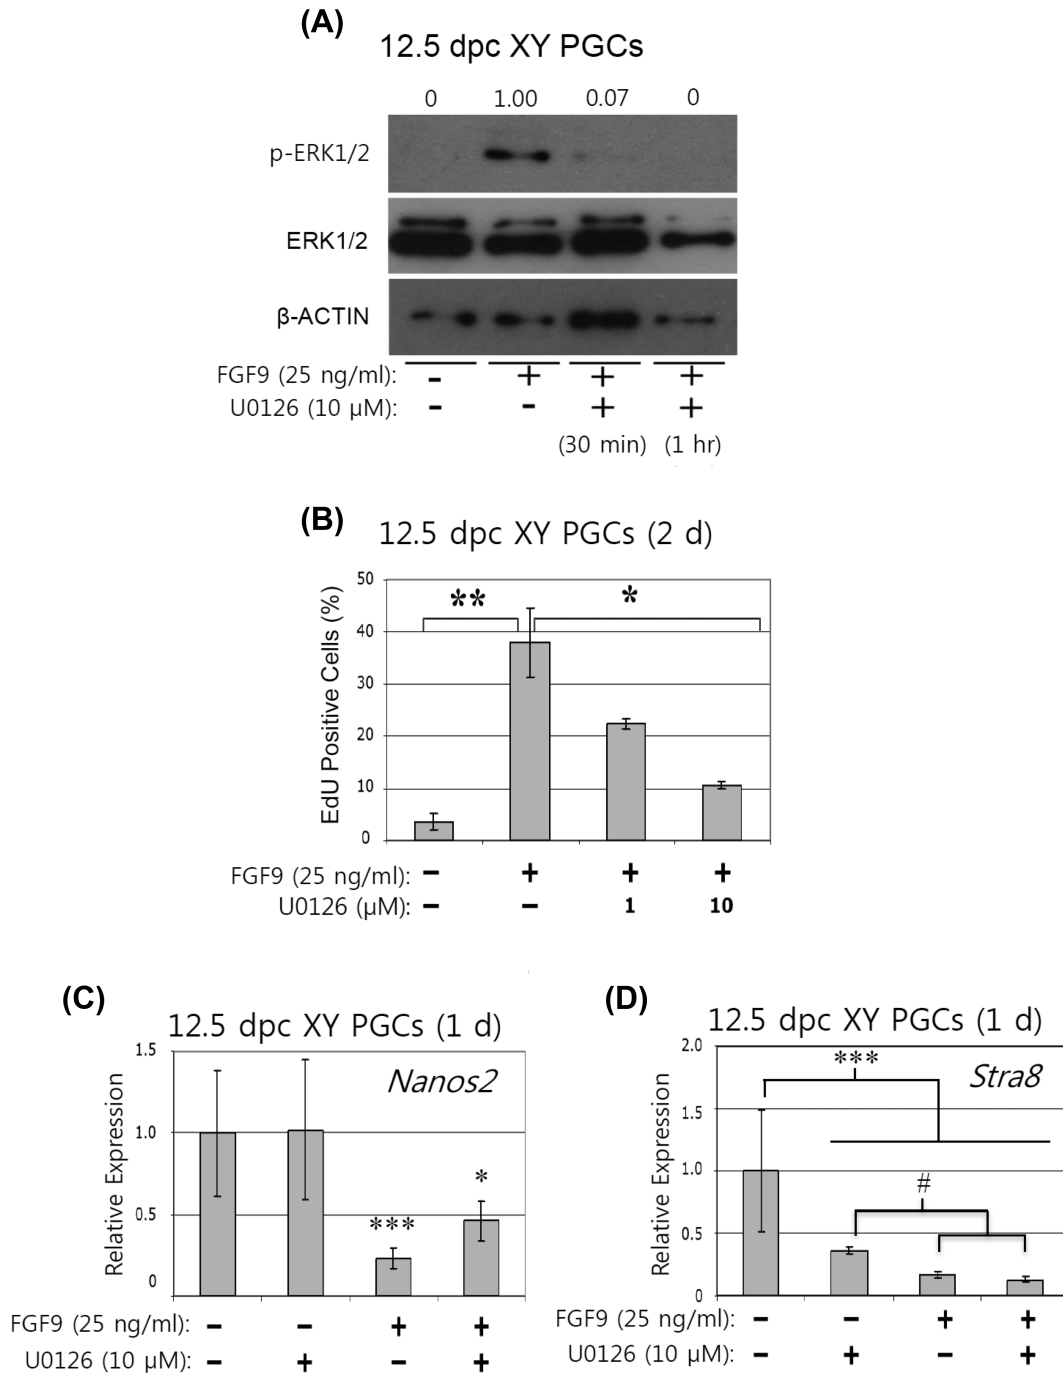 (A)
12.5 dpc XY PGCs
0 1.00 0.07 0
p-ERK1/2
ERK1/2
β-ACTIN
FGF9 (25 ng/ml): - + + +
U0126 (10 µM): - - + +
(30 min) (1 hr)
(B)
12.5 dpc XY PGCs (2 d)
EdU Positive Cells (%)
50
** *
40
30
20
10
0
FGF9 (25 ng/ml): - + + +
U0126 (µM): - - 1 10
(C)
12.5 dpc XY PGCs (1 d)
Relative Expression
1.5
Nanos2
1.0
*
0.5
***
0
FGF9 (25 ng/ml): - - + +
U0126 (10 µM): - + - +
(D)
12.5 dpc XY PGCs (1 d)
Relative Expression
2.0
***
Stra8
1.5
1.0
#
0.5
0
FGF9 (25 ng/ml): - - + +
U0126 (10 µM): - + - +